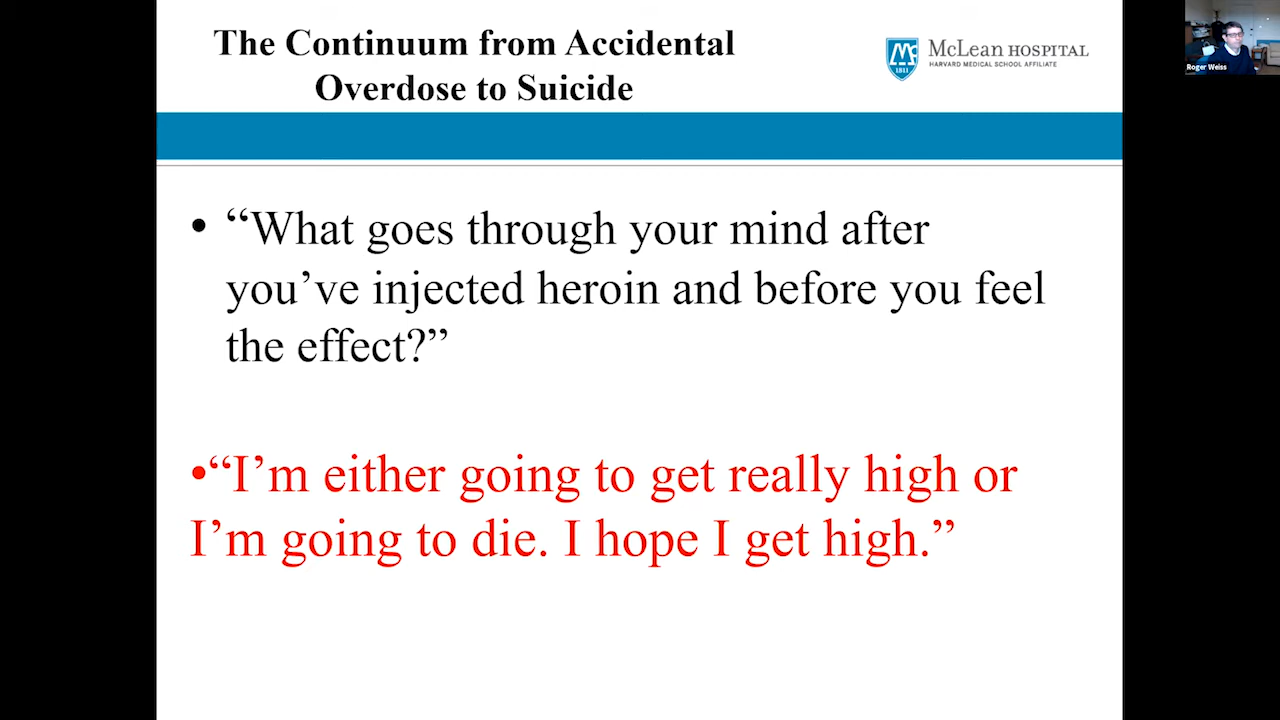 The Continuum from Accidental
Overdose to Suicide
McLean HOSPITAL
HARVARD MEDICAL SCHOOL AFFILIATE
1811
Roger Weiss
• “What goes through your mind after
you’ve injected heroin and before you feel
the effect?”
•“I’m either going to get really high or
I’m going to die. I hope I get high.”